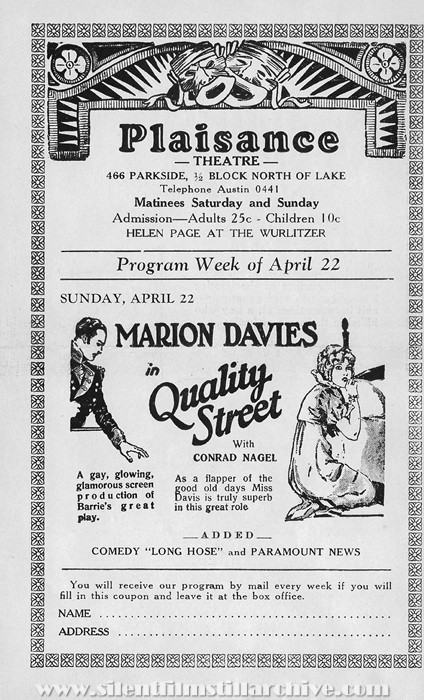 Plaisance
— THEATRE —
466 PARKSIDE, ½ BLOCK NORTH OF LAKE
Telephone Austin 0441
Matinees Saturday and Sunday
Admission—Adults 25c - Children 10c
HELEN PAGE AT THE WURLITZER
Program Week of April 22
SUNDAY, APRIL 22
MARION DAVIES
in
Quality
Street
With
CONRAD NAGEL
A gay, glowing,
glamorous screen
production of
Barrie's great
play.
As a flapper of the
good old days Miss
Davis is truly superb
in this great role
— ADDED —
COMEDY "LONG HOSE" and PARAMOUNT NEWS
You will receive our program by mail every week if you will
fill in this coupon and leave it at the box office.
NAME
ADDRESS
www.silentfilmstillarchive.com